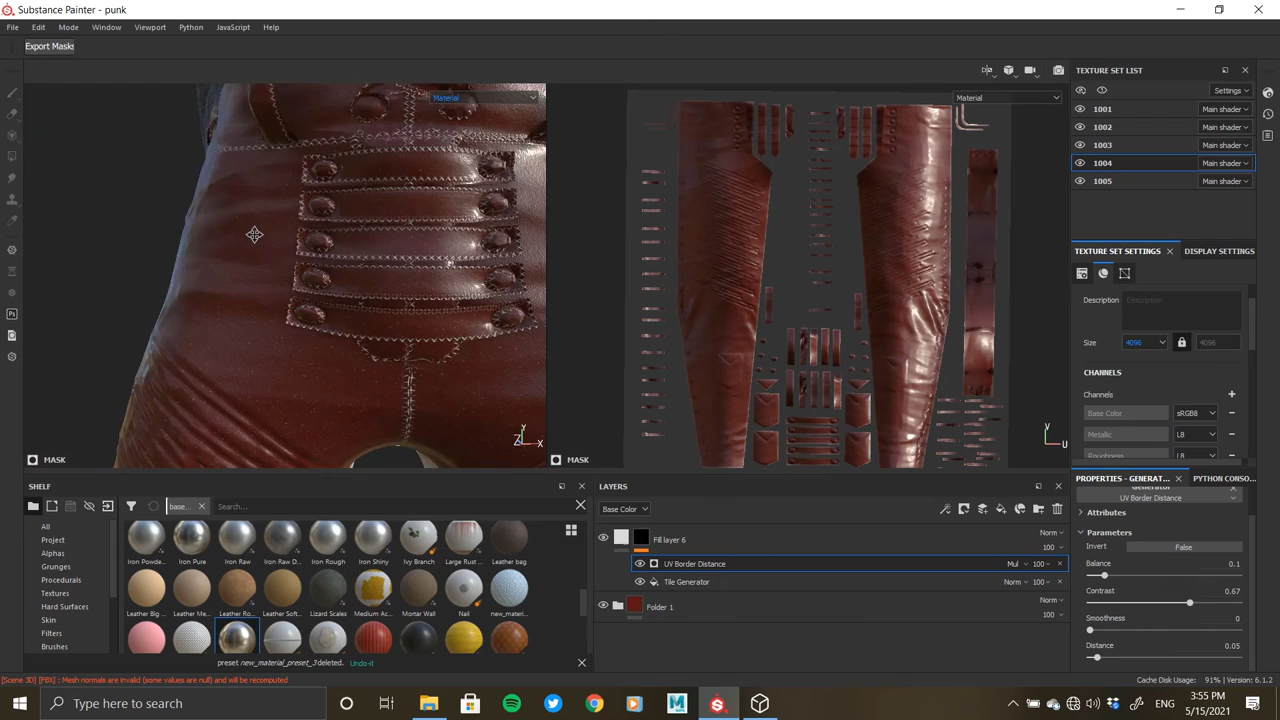 Substance Painter - punk
File Edit Mode Window Viewport Python JavaScript Help
Export Masks
Material
Material
MASK
MASK
Z Y X
V U
TEXTURE SET LIST
Settings
1001 Main shader
1002 Main shader
1003 Main shader
1004 Main shader
1005 Main shader
TEXTURE SET SETTINGS DISPLAY SETTINGS
Description Description
Size 4096 4096
CHANNELS
Channels
Base Color sRGB8
Metallic L8
Roughness L8
SHELF
base...
Search...
All
Project
Alphas
Grunges
Procedurals
Textures
Hard Surfaces
Skin
Filters
Brushes
Iron Powde... Iron Pure Iron Raw Iron Raw D... Iron Rough Iron Shiny Ivy Branch Large Rust ... Leather bag
Leather Big ... Leather Me... Leather Ro... Leather Soft... Lizard Scales Medium Ac... Mortar Wall Nail new_materi...
preset new_material_preset_3 deleted. Undo-it
LAYERS
Base Color
Fill layer 6 Norm
100
UV Border Distance Mul 100
Tile Generator Norm 100
Folder 1 Norm
100
PROPERTIES - GENERAT... PYTHON CONSO...
Generator
UV Border Distance
Attributes
Parameters
Invert False
Balance 0.1
Contrast 0.67
Smoothness 0
Distance 0.05
[Scene 3D] [FBX] : Mesh normals are invalid (some values are null) and will be recomputed
Cache Disk Usage: 91% | Version: 6.1.2
Type here to search
ENG
3:55 PM
5/15/2021